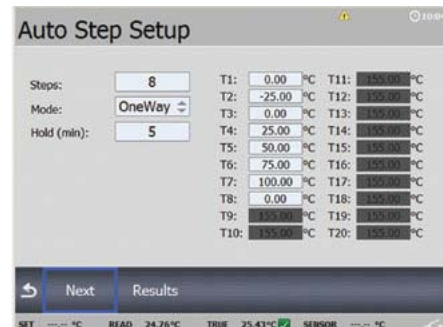 10:04
Auto Step Setup
Steps: 8
Mode: OneWay
Hold (min): 5
T1: 0.00 °C T11: 155.00 °C
T2: -25.00 °C T12: 155.00 °C
T3: 0.00 °C T13: 155.00 °C
T4: 25.00 °C T14: 155.00 °C
T5: 50.00 °C T15: 155.00 °C
T6: 75.00 °C T16: 155.00 °C
T7: 100.00 °C T17: 155.00 °C
T8: 0.00 °C T18: 155.00 °C
T9: 155.00 °C T19: 155.00 °C
T10: 155.00 °C T20: 155.00 °C
Next Results
SET ---.-- °C READ 24.76°C TRUE 25.43°C SENSOR ---.-- °C